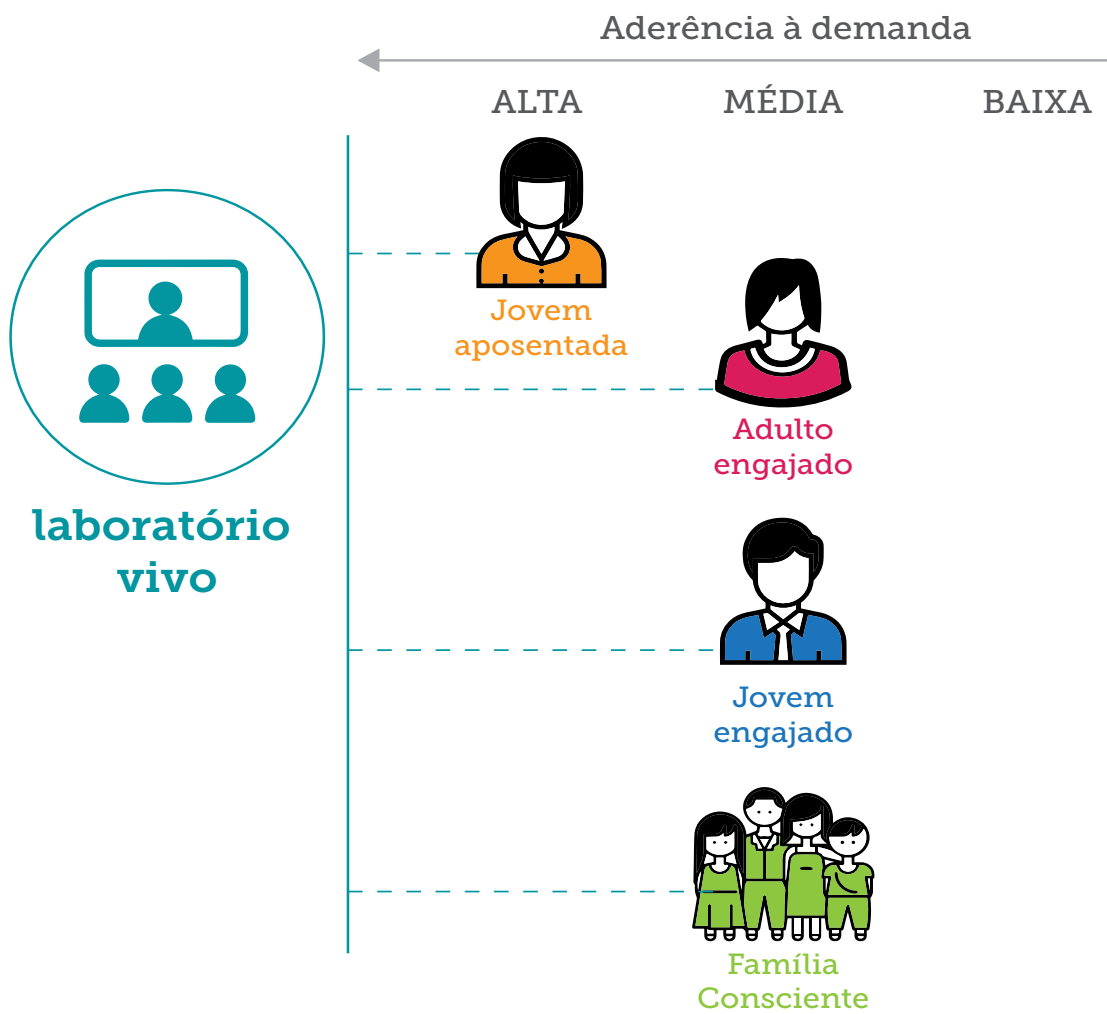 Aderência à demanda
ALTA MÉDIA BAIXA
Jovem
aposentada
Adulto
engajado
laboratório
vivo
Jovem
engajado
Família
Consciente